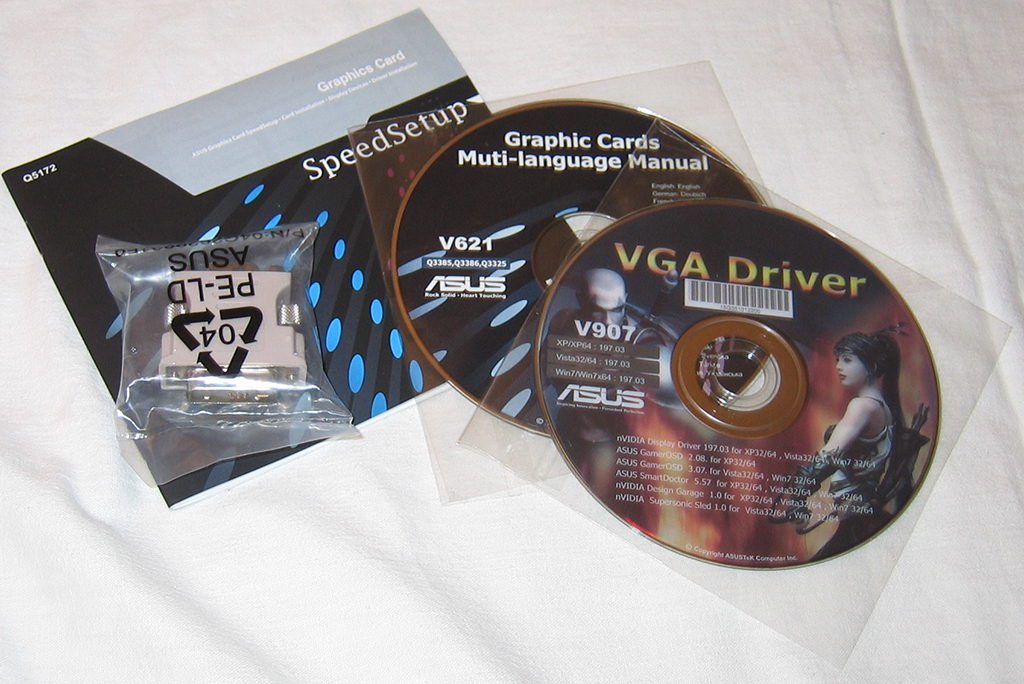 Graphics Card
ASUS Graphics Card SpeedSetup • Card Installation • Display Devices • Driver Installation
SpeedSetup
Q5172
ASUS
PE-LD
04
Graphic Cards
Muti-language Manual
English English
German Deutsch
V621
Q3385,Q3386,Q3325
ASUS
Rock Solid • Heart Touching
VGA Driver
V907
XP/XP64 : 197.03
Vista32/64 : 197.03
Win7/Win7x64 : 197.03
ASUS
Inspiring Innovation • Persistent Perfection
nVIDIA Display Driver 197.03 for XP32/64 , Vista32/64 , Win7 32/64
ASUS GamerOSD 2.08. for XP32/64
ASUS GamerOSD 3.07. for Vista32/64 , Win7 32/64
ASUS SmartDoctor 5.57 for XP32/64 , Vista32/64 , Win7 32/64
nVIDIA Design Garage 1.0 for XP32/64 , Vista32/64 , Win7 32/64
nVIDIA Supersonic Sled 1.0 for Vista32/64 , Win7 32/64
© Copyright ASUSTeK Computer Inc.